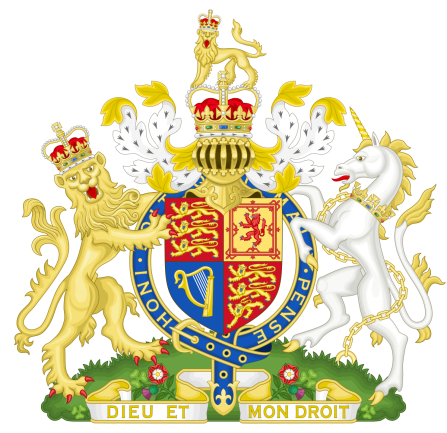 HONI
PENSE
DIEU ET MON DROIT